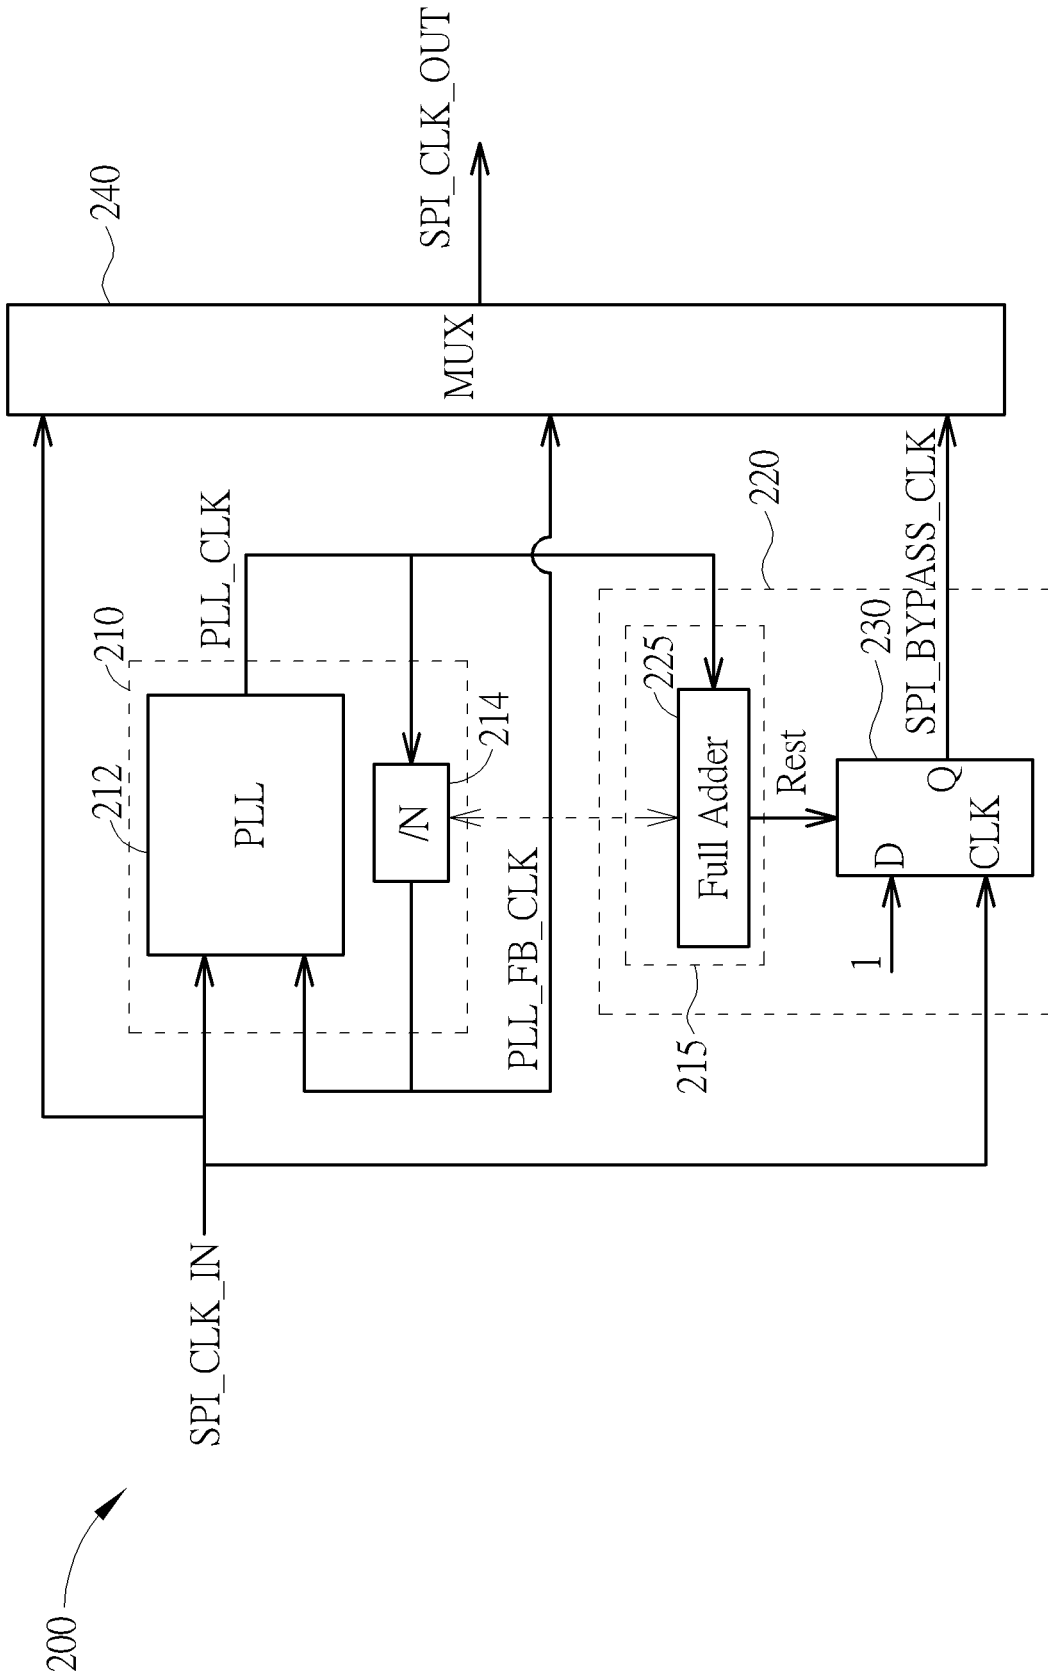 200
SPI_CLK_IN
210
212
PLL
PLL_CLK
/N
214
PLL_FB_CLK
240
MUX
SPI_CLK_OUT
215
220
225
Full Adder
Rest
1
D
Q
CLK
230
SPI_BYPASS_CLK